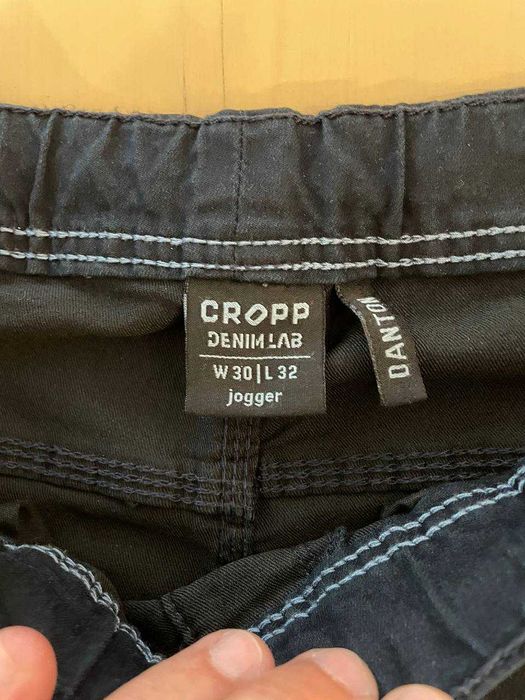 CROPP
DENIM LAB
W 30 | L 32
jogger
DANTON